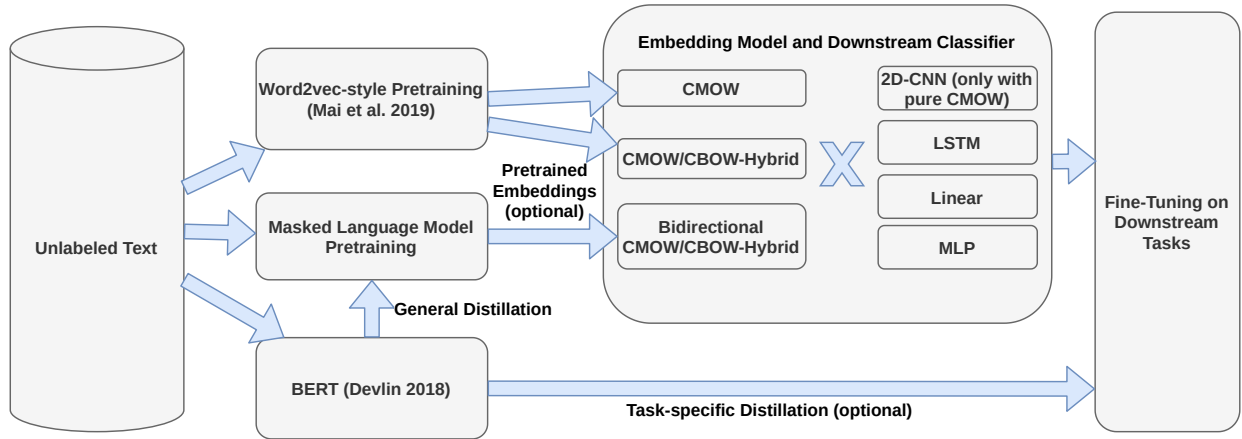 Unlabeled Text
Word2vec-style Pretraining
(Mai et al. 2019)
Masked Language Model
Pretraining
General Distillation
BERT (Devlin 2018)
Pretrained
Embeddings
(optional)
Embedding Model and Downstream Classifier
CMOW
CMOW/CBOW-Hybrid
Bidirectional
CMOW/CBOW-Hybrid
X
2D-CNN (only with
pure CMOW)
LSTM
Linear
MLP
Task-specific Distillation (optional)
Fine-Tuning on
Downstream
Tasks